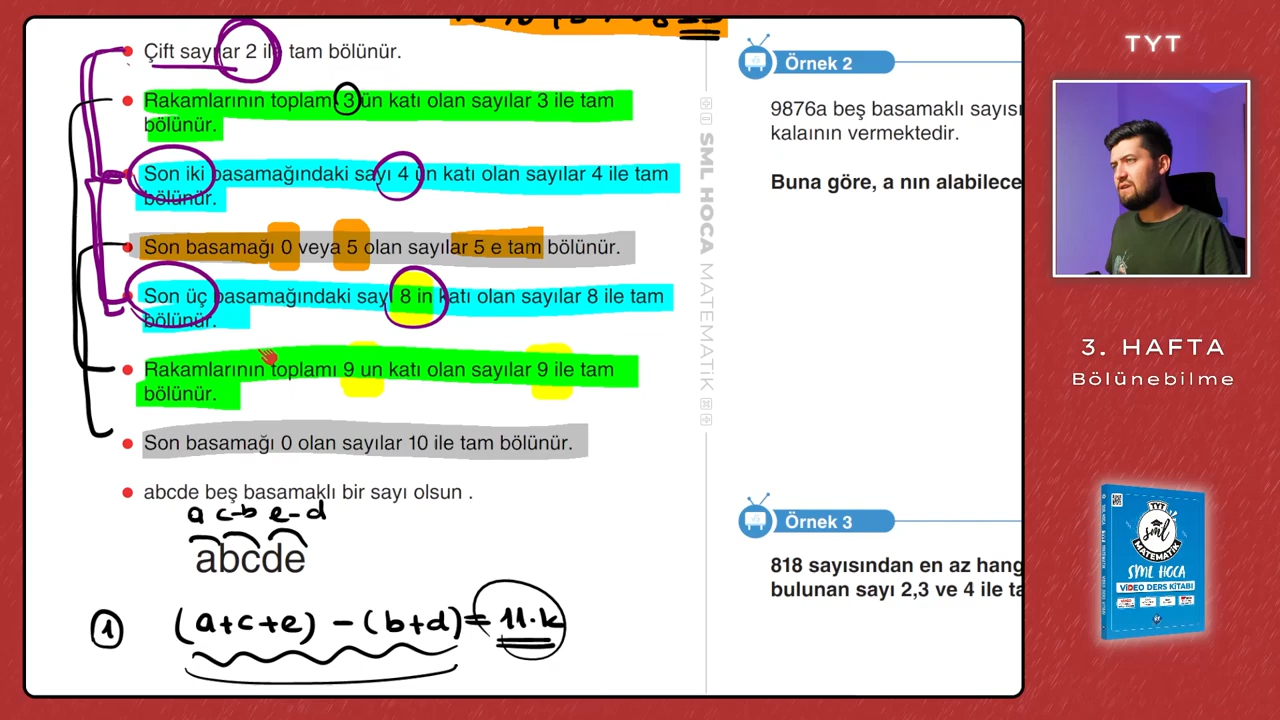 Çift sayılar 2 ile tam bölünür.
Rakamlarının toplamı 3 ün katı olan sayılar 3 ile tam
bölünür.
Son iki basamağındaki sayı 4 ün katı olan sayılar 4 ile tam
bölünür.
Son basamağı 0 veya 5 olan sayılar 5 e tam bölünür.
Son üç basamağındaki sayı 8 in katı olan sayılar 8 ile tam
bölünür.
Rakamlarının toplamı 9 un katı olan sayılar 9 ile tam
bölünür.
Son basamağı 0 olan sayılar 10 ile tam bölünür.
abcde beş basamaklı bir sayı olsun .
a c-b e-d
abcde
1 (a+c+e) - (b+d) = 11.k
SML HOCA MATEMATİK
Örnek 2
9876a beş basamaklı sayısı
kalaının vermektedir.
Buna göre, a nın alabilece
Örnek 3
818 sayısından en az hang
bulunan sayı 2,3 ve 4 ile ta
TYT
3. HAFTA
Bölünebilme
TYT
sml
MATEMATİK
SML HOCA
VİDEO DERS KİTABI